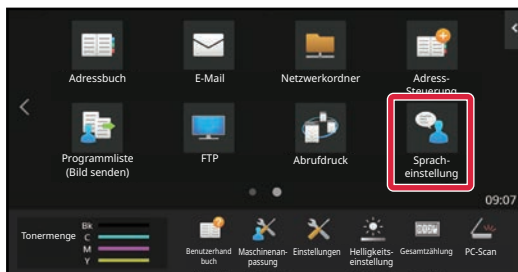 Adressbuch
E-Mail
Netzwerkordner
Adress-
Steuerung
Programmliste
(Bild senden)
FTP
Abrufdruck
Sprach-
einstellung
09:07
Tonermenge
Bk
C
M
Y
Benutzerhand
buch
Maschinenan-
passung
Einstellungen
Helligkeits-
einstellung
Gesamtzählung
PC-Scan